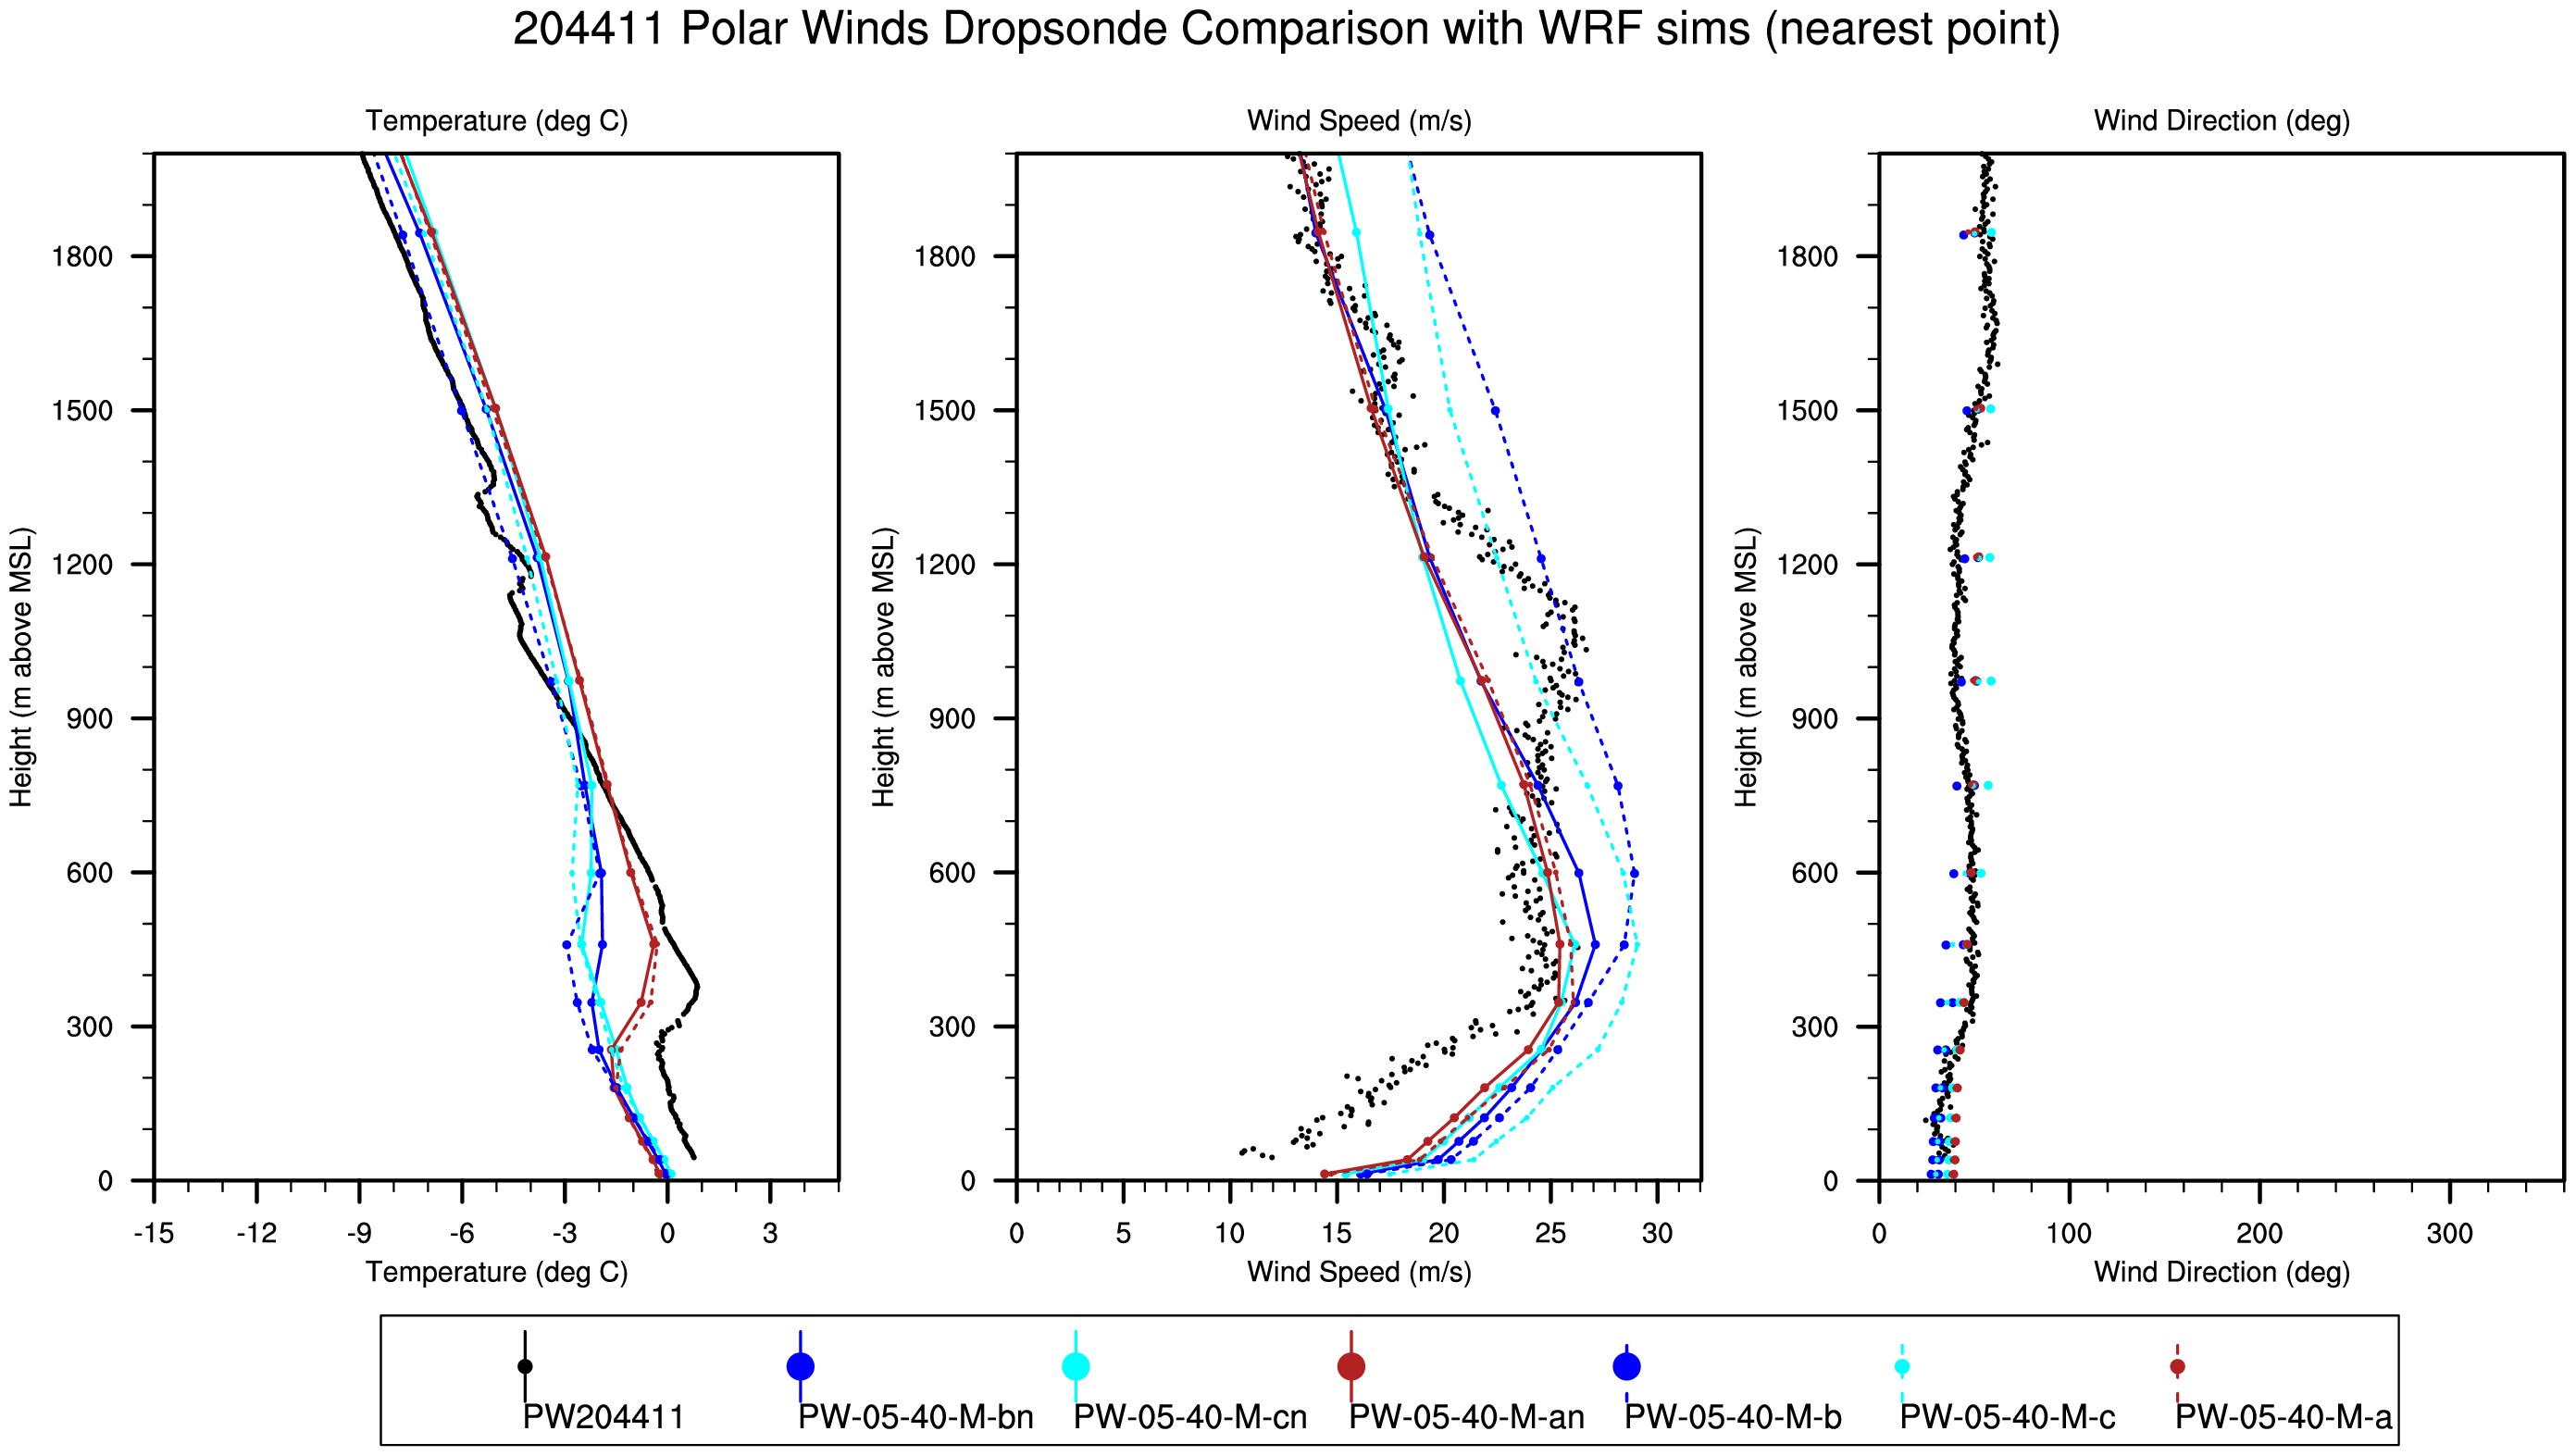 204411 Polar Winds Dropsonde Comparison with WRF sims (nearest point)
Temperature (deg C)
Wind Speed (m/s)
Wind Direction (deg)
Height (m above MSL)
1800
1500
1200
900
600
300
0
-15 -12 -9 -6 -3 0 3
Temperature (deg C)
Height (m above MSL)
1800
1500
1200
900
600
300
0
0 5 10 15 20 25 30
Wind Speed (m/s)
Height (m above MSL)
1800
1500
1200
900
600
300
0
0 100 200 300
Wind Direction (deg)
PW204411 PW-05-40-M-bn PW-05-40-M-cn PW-05-40-M-an PW-05-40-M-b PW-05-40-M-c PW-05-40-M-a